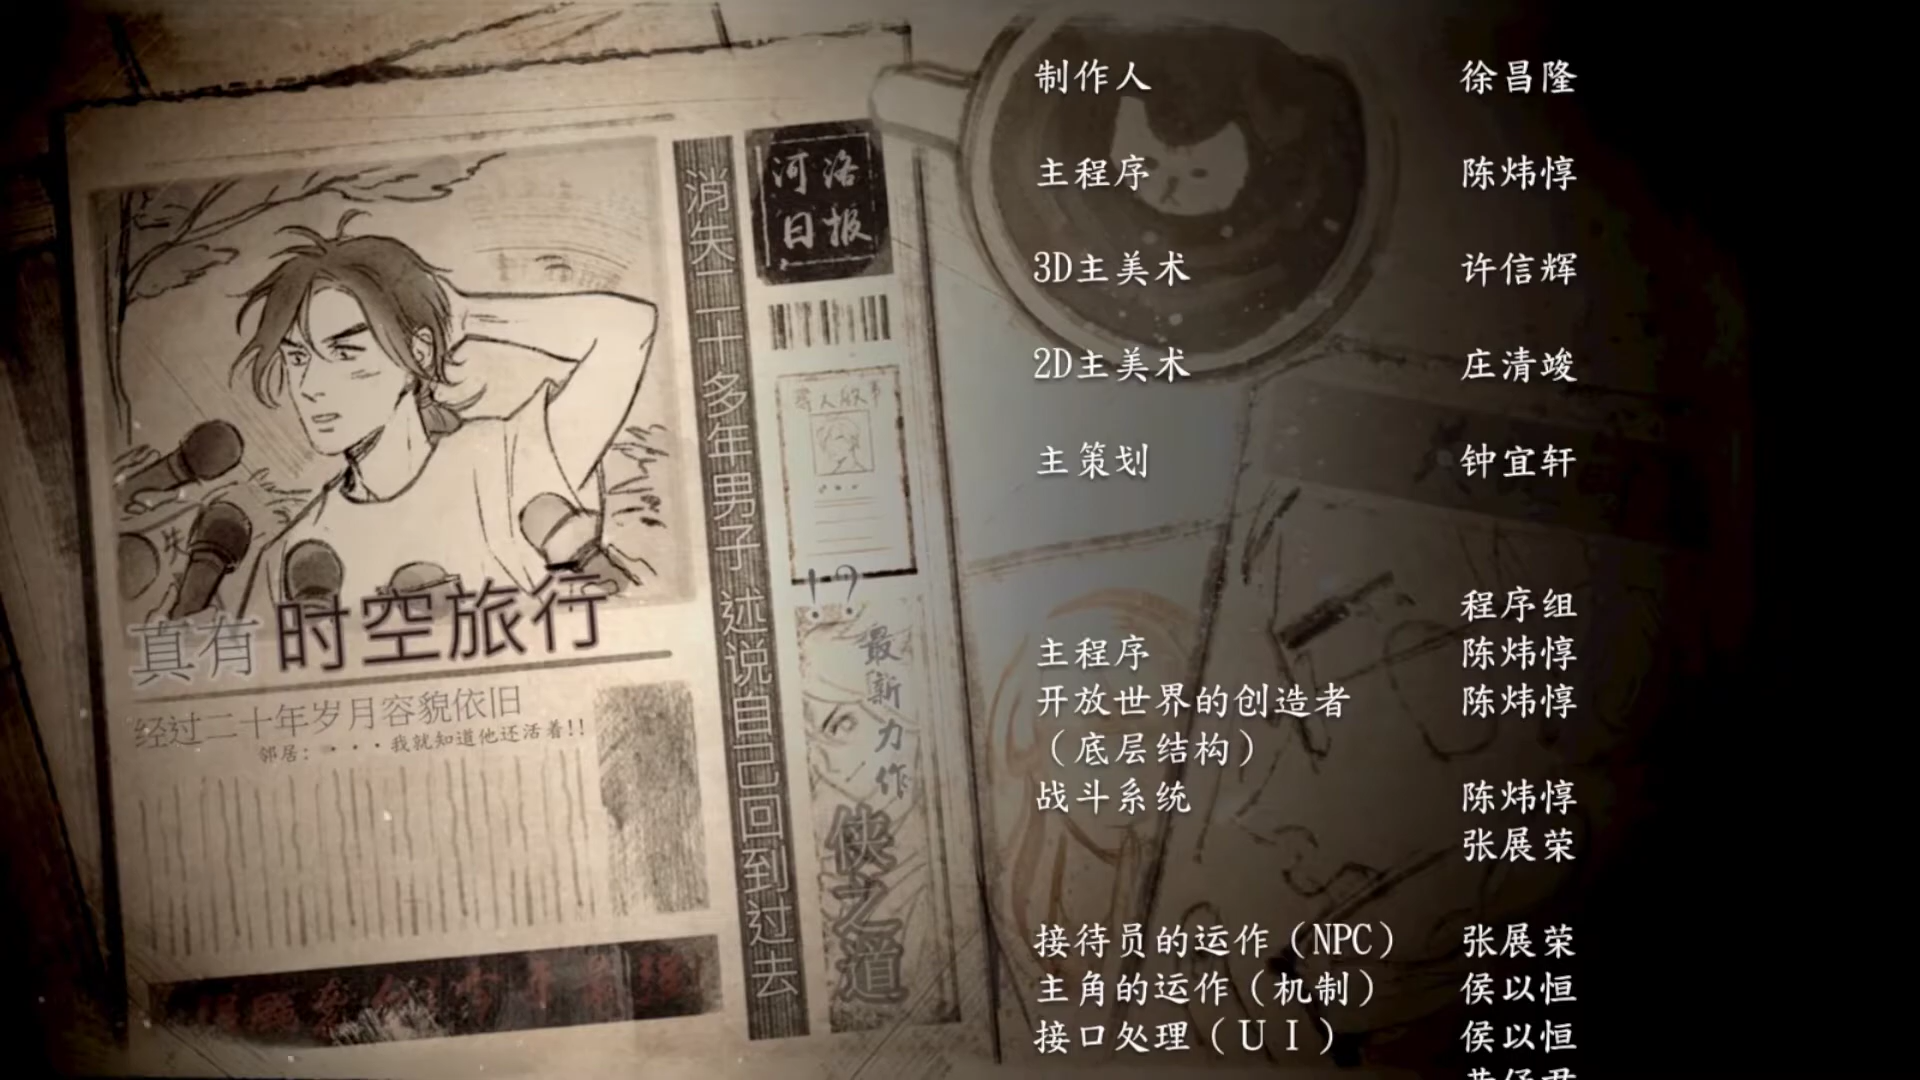 河洛
日报
消失二十多年男子 述说自己回到过去
真有时空旅行
经过二十年岁月容貌依旧
邻居：···我就知道他还活着!!
!?
最新力作
侠之道
制作人 徐昌隆
主程序 陈炜惇
3D主美术 许信辉
2D主美术 庄清竣
主策划 钟宜轩
程序组
主程序 陈炜惇
开放世界的创造者 陈炜惇
（底层结构）
战斗系统 陈炜惇
张展荣
接待员的运作（NPC） 张展荣
主角的运作（机制） 侯以恒
接口处理（UI） 侯以恒